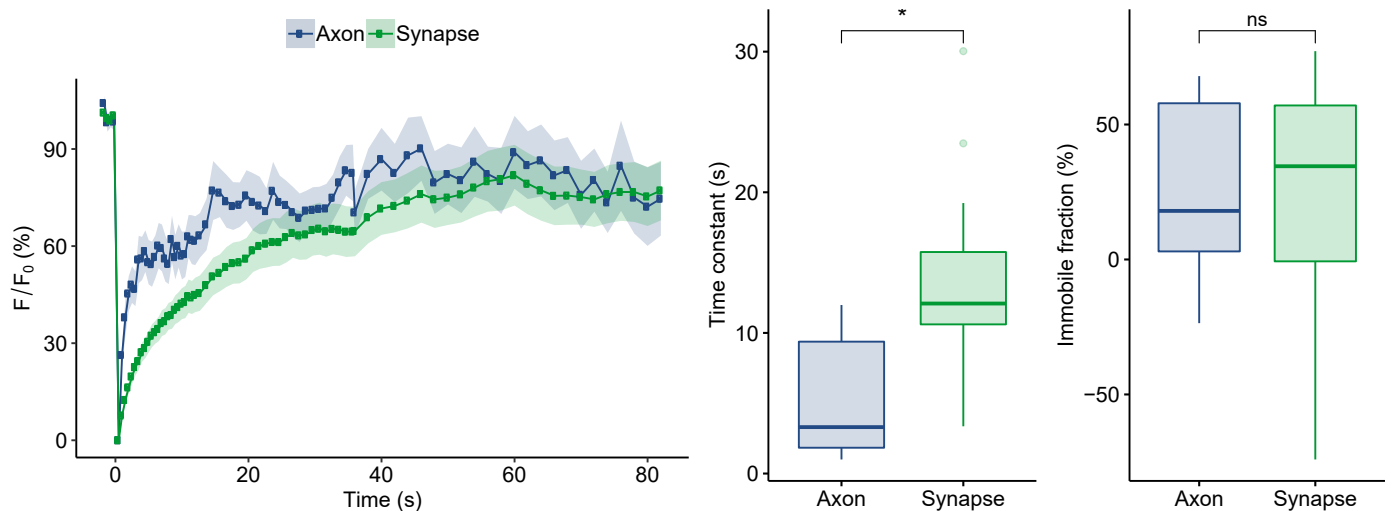 Axon Synapse
F/F0 (%)
90
60
30
0
0 20 40 60 80
Time (s)
*
Time constant (s)
30
20
10
0
Axon Synapse
ns
Immobile fraction (%)
50
0
−50
Axon Synapse